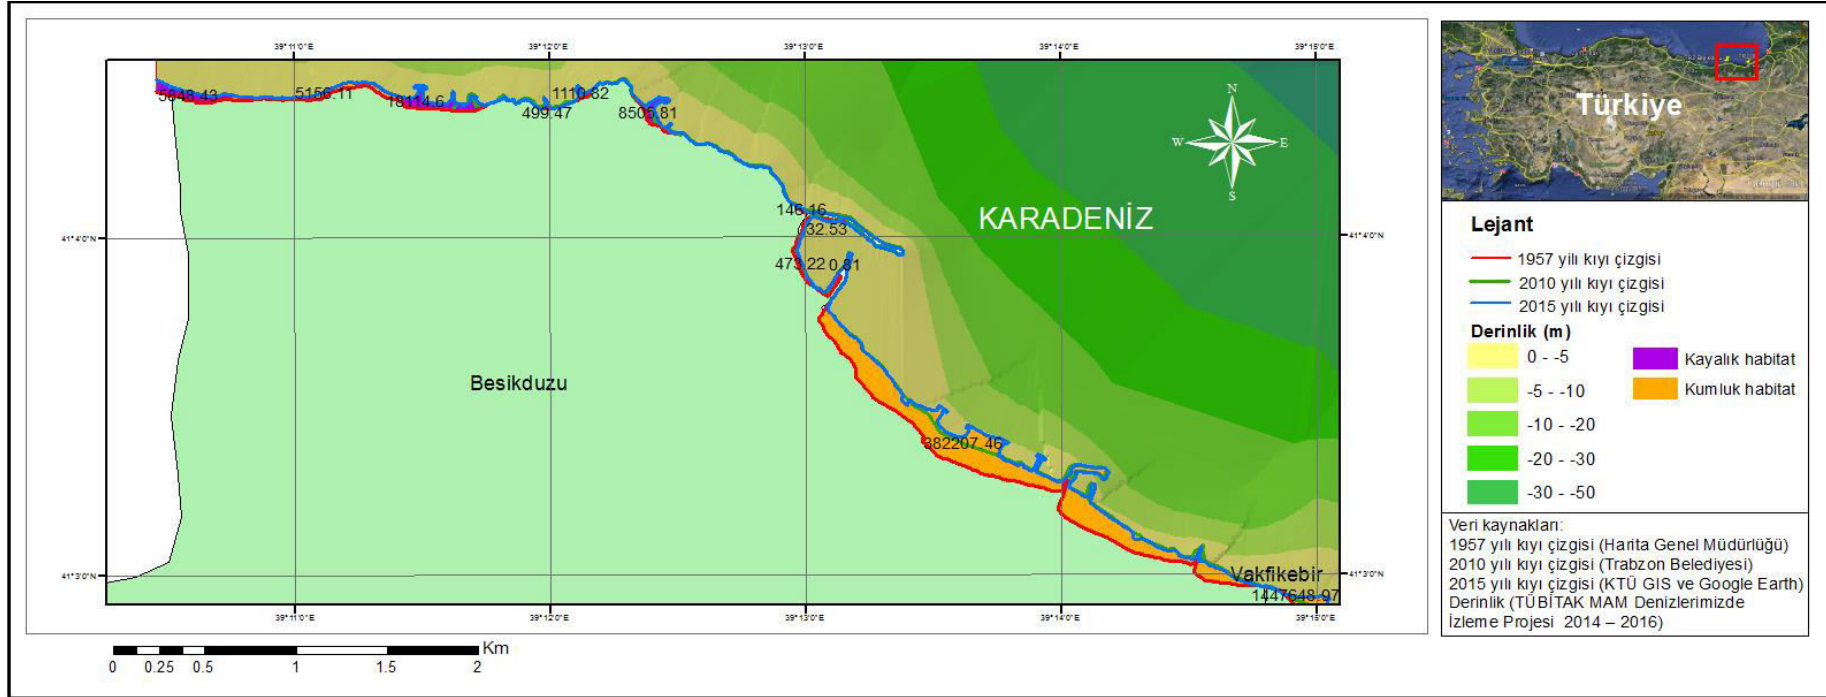 39°11'0"E
39°12'0"E
39°13'0"E
39°14'0"E
39°15'0"E
5848.43
5156.11
18114.6
499.47
1110.82
8505.81
N
W
E
S
KARADENİZ
146.16
32.53
473.22
0.81
41°4'0"N
41°4'0"N
Besikduzu
382207.46
41°3'0"N
41°3'0"N
Vakfikebir
1447648.97
39°11'0"E
39°12'0"E
39°13'0"E
39°14'0"E
39°15'0"E
Km
0 0.25 0.5 1 1.5 2
Türkiye
Lejant
1957 yılı kıyı çizgisi
2010 yılı kıyı çizgisi
2015 yılı kıyı çizgisi
Derinlik (m)
0 - -5
-5 - -10
-10 - -20
-20 - -30
-30 - -50
Kayalık habitat
Kumluk habitat
Veri kaynakları:
1957 yılı kıyı çizgisi (Harita Genel Müdürlüğü)
2010 yılı kıyı çizgisi (Trabzon Belediyesi)
2015 yılı kıyı çizgisi (KTÜ GIS ve Google Earth)
Derinlik (TÜBİTAK MAM Denizlerimizde
İzleme Projesi 2014 – 2016)